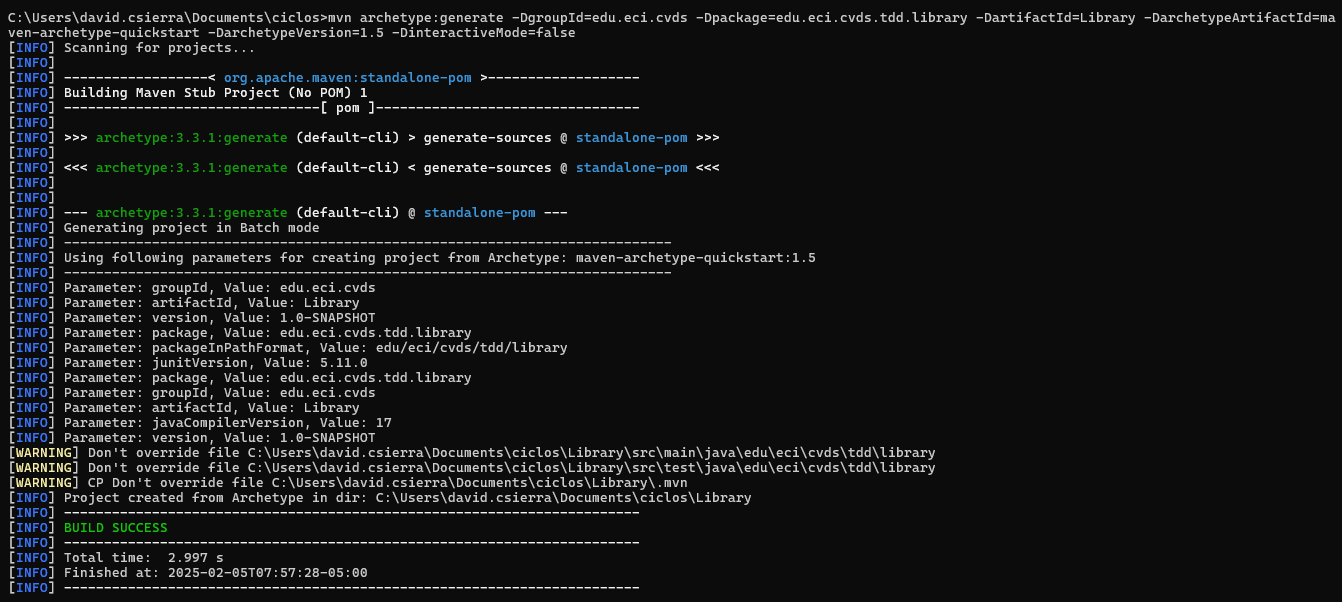 C:\Users\david.csierra\Documents\ciclos>mvn archetype:generate -DgroupId=edu.eci.cvds -Dpackage=edu.eci.cvds.tdd.library -DartifactId=Library -DarchetypeArtifactId=ma
ven-archetype-quickstart -DarchetypeVersion=1.5 -DinteractiveMode=false
[INFO] Scanning for projects...
[INFO]
[INFO] ------------------< org.apache.maven:standalone-pom >-------------------
[INFO] Building Maven Stub Project (No POM) 1
[INFO] --------------------------------[ pom ]---------------------------------
[INFO]
[INFO] >>> archetype:3.3.1:generate (default-cli) > generate-sources @ standalone-pom >>>
[INFO]
[INFO] <<< archetype:3.3.1:generate (default-cli) < generate-sources @ standalone-pom <<<
[INFO]
[INFO]
[INFO] --- archetype:3.3.1:generate (default-cli) @ standalone-pom ---
[INFO] Generating project in Batch mode
[INFO] ----------------------------------------------------------------------------
[INFO] Using following parameters for creating project from Archetype: maven-archetype-quickstart:1.5
[INFO] ----------------------------------------------------------------------------
[INFO] Parameter: groupId, Value: edu.eci.cvds
[INFO] Parameter: artifactId, Value: Library
[INFO] Parameter: version, Value: 1.0-SNAPSHOT
[INFO] Parameter: package, Value: edu.eci.cvds.tdd.library
[INFO] Parameter: packageInPathFormat, Value: edu/eci/cvds/tdd/library
[INFO] Parameter: junitVersion, Value: 5.11.0
[INFO] Parameter: package, Value: edu.eci.cvds.tdd.library
[INFO] Parameter: groupId, Value: edu.eci.cvds
[INFO] Parameter: artifactId, Value: Library
[INFO] Parameter: javaCompilerVersion, Value: 17
[INFO] Parameter: version, Value: 1.0-SNAPSHOT
[WARNING] Don't override file C:\Users\david.csierra\Documents\ciclos\Library\src\main\java\edu\eci\cvds\tdd\library
[WARNING] Don't override file C:\Users\david.csierra\Documents\ciclos\Library\src\test\java\edu\eci\cvds\tdd\library
[WARNING] CP Don't override file C:\Users\david.csierra\Documents\ciclos\Library\.mvn
[INFO] Project created from Archetype in dir: C:\Users\david.csierra\Documents\ciclos\Library
[INFO] ------------------------------------------------------------------------
[INFO] BUILD SUCCESS
[INFO] ------------------------------------------------------------------------
[INFO] Total time:  2.997 s
[INFO] Finished at: 2025-02-05T07:57:28-05:00
[INFO] ------------------------------------------------------------------------